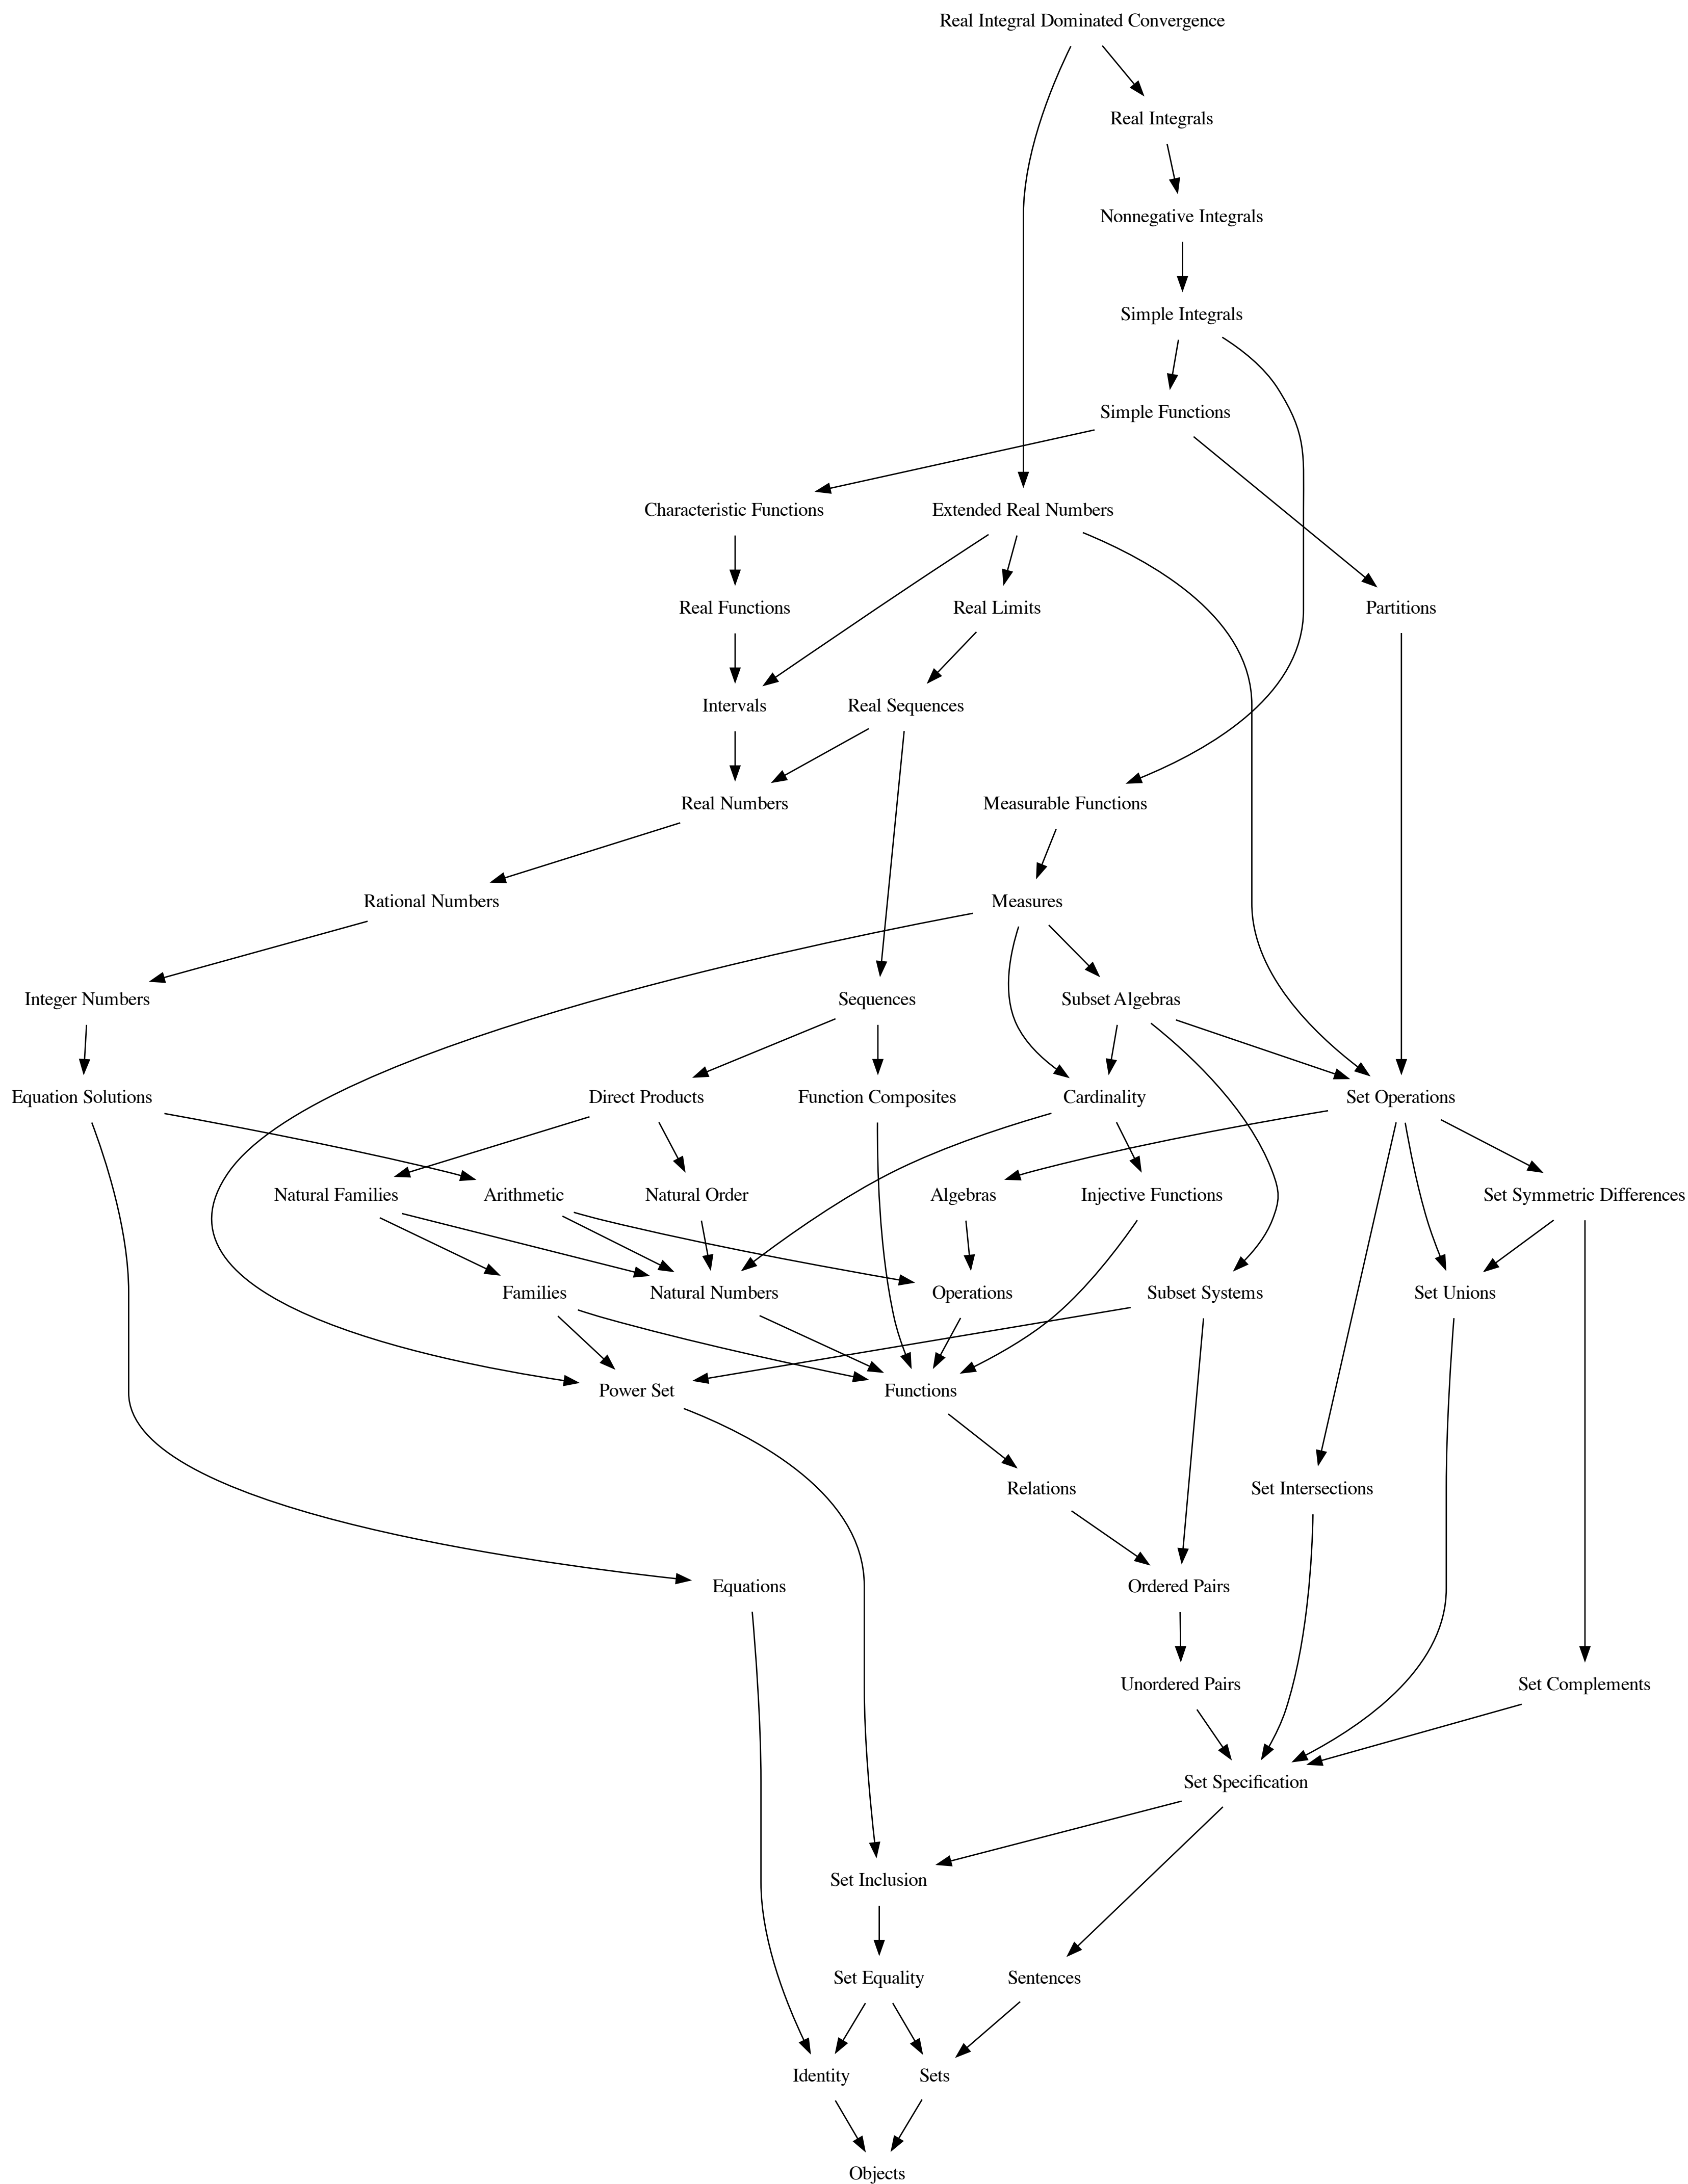 Real Integral Dominated Convergence
Real Integrals
Nonnegative Integrals
Simple Integrals
Simple Functions
Characteristic Functions
Extended Real Numbers
Real Functions
Real Limits
Partitions
Intervals
Real Sequences
Real Numbers
Measurable Functions
Rational Numbers
Measures
Integer Numbers
Sequences
Subset Algebras
Equation Solutions
Direct Products
Function Composites
Cardinality
Set Operations
Natural Families
Arithmetic
Natural Order
Algebras
Injective Functions
Set Symmetric Differences
Families
Natural Numbers
Operations
Subset Systems
Set Unions
Power Set
Functions
Relations
Set Intersections
Equations
Ordered Pairs
Unordered Pairs
Set Complements
Set Specification
Set Inclusion
Set Equality
Sentences
Identity
Sets
Objects